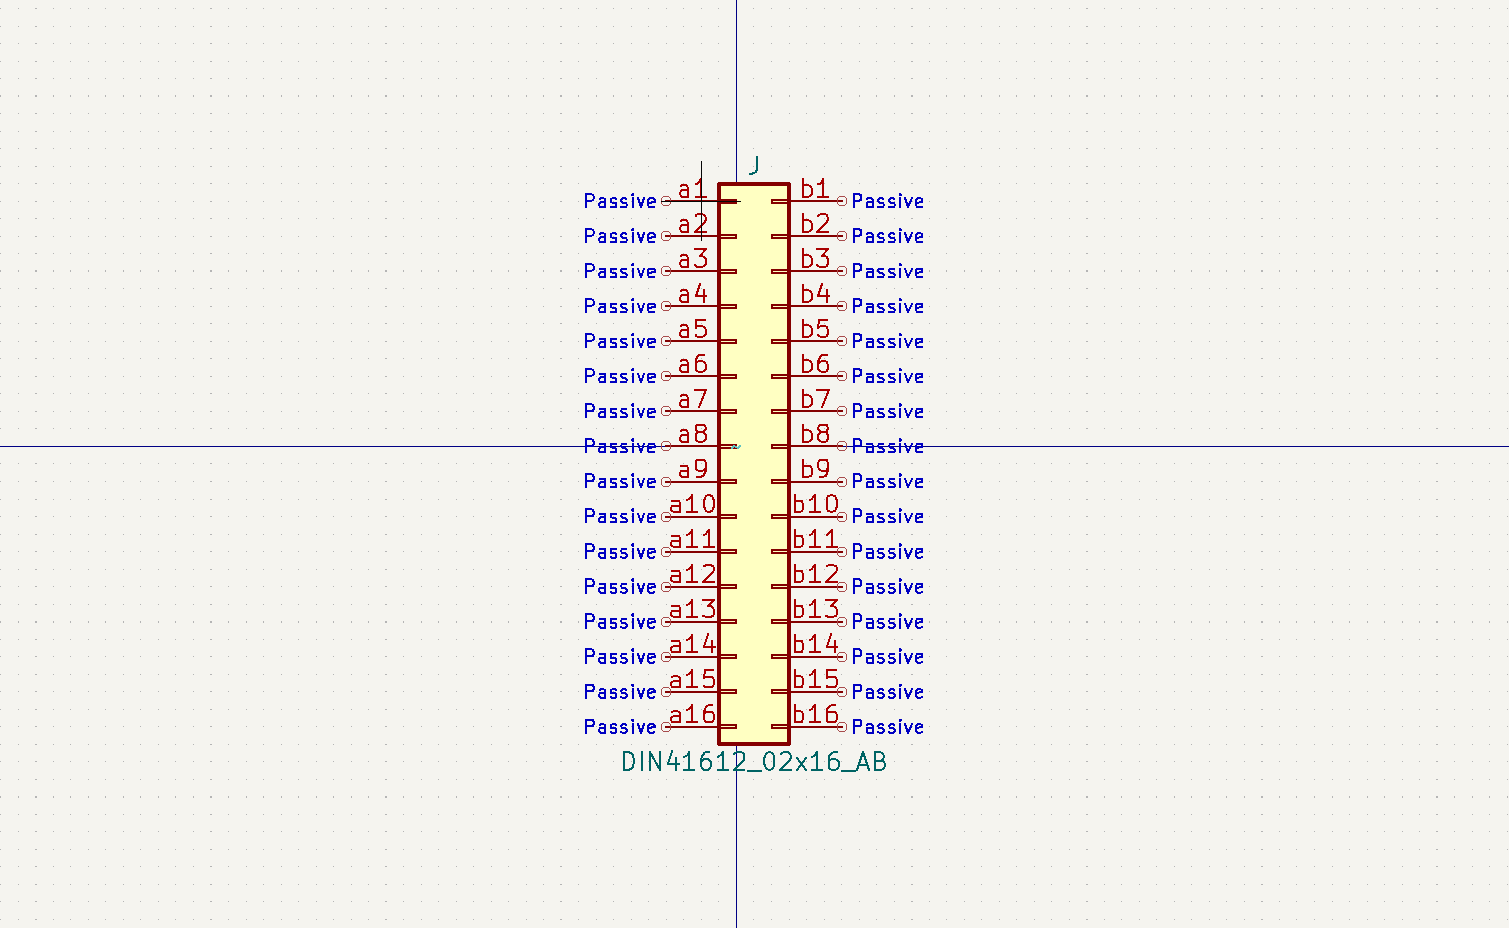 J
Passive a1 b1 Passive
Passive a2 b2 Passive
Passive a3 b3 Passive
Passive a4 b4 Passive
Passive a5 b5 Passive
Passive a6 b6 Passive
Passive a7 b7 Passive
Passive a8 b8 Passive
Passive a9 b9 Passive
Passive a10 b10 Passive
Passive a11 b11 Passive
Passive a12 b12 Passive
Passive a13 b13 Passive
Passive a14 b14 Passive
Passive a15 b15 Passive
Passive a16 b16 Passive
DIN41612_02x16_AB